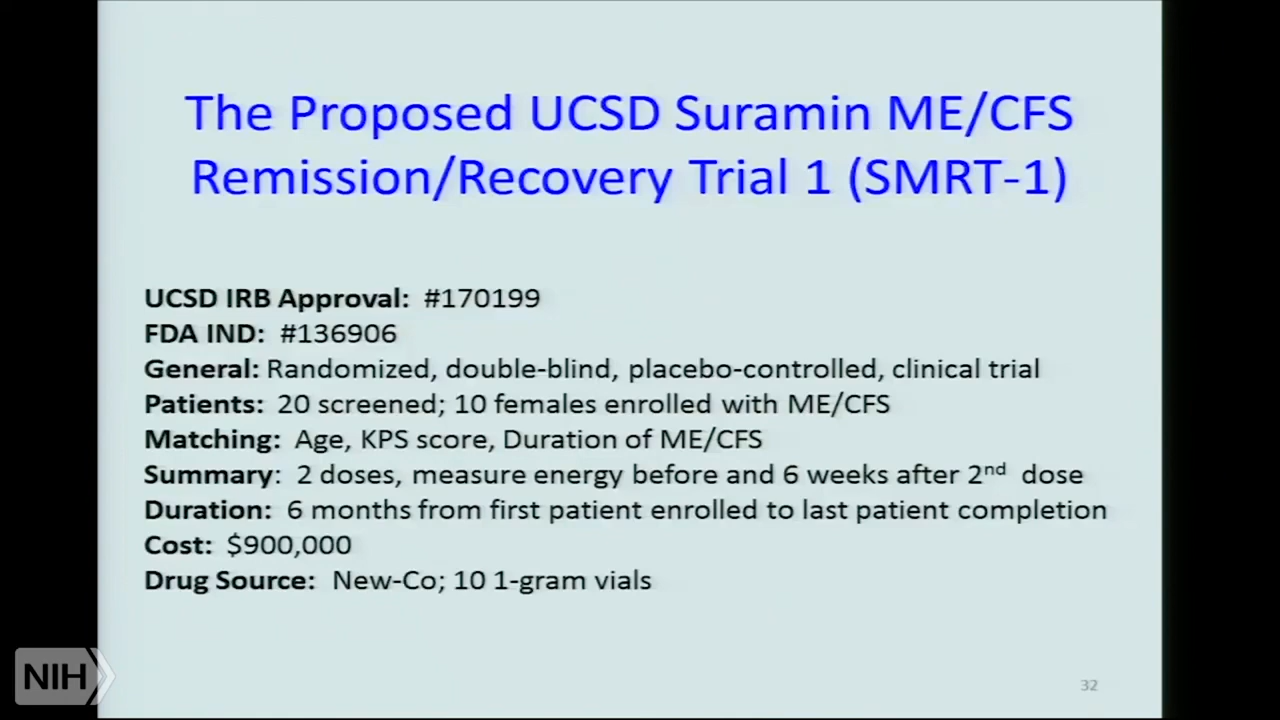 The Proposed UCSD Suramin ME/CFS
Remission/Recovery Trial 1 (SMRT-1)
UCSD IRB Approval: #170199
FDA IND: #136906
General: Randomized, double-blind, placebo-controlled, clinical trial
Patients: 20 screened; 10 females enrolled with ME/CFS
Matching: Age, KPS score, Duration of ME/CFS
Summary: 2 doses, measure energy before and 6 weeks after 2nd dose
Duration: 6 months from first patient enrolled to last patient completion
Cost: $900,000
Drug Source: New-Co; 10 1-gram vials
NIH
32